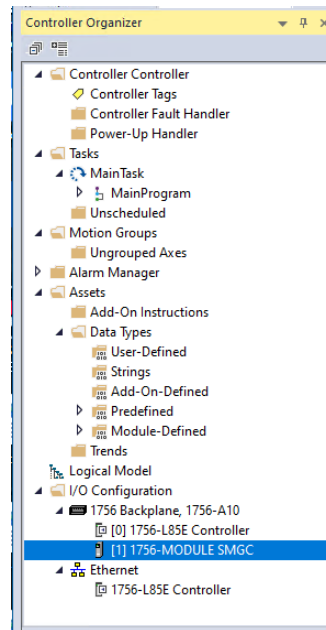 Controller Organizer
Controller Controller
Controller Tags
Controller Fault Handler
Power-Up Handler
Tasks
MainTask
MainProgram
Unscheduled
Motion Groups
Ungrouped Axes
Alarm Manager
Assets
Add-On Instructions
Data Types
User-Defined
Strings
Add-On-Defined
Predefined
Module-Defined
Trends
Logical Model
I/O Configuration
1756 Backplane, 1756-A10
[0] 1756-L85E Controller
[1] 1756-MODULE SMGC
Ethernet
1756-L85E Controller